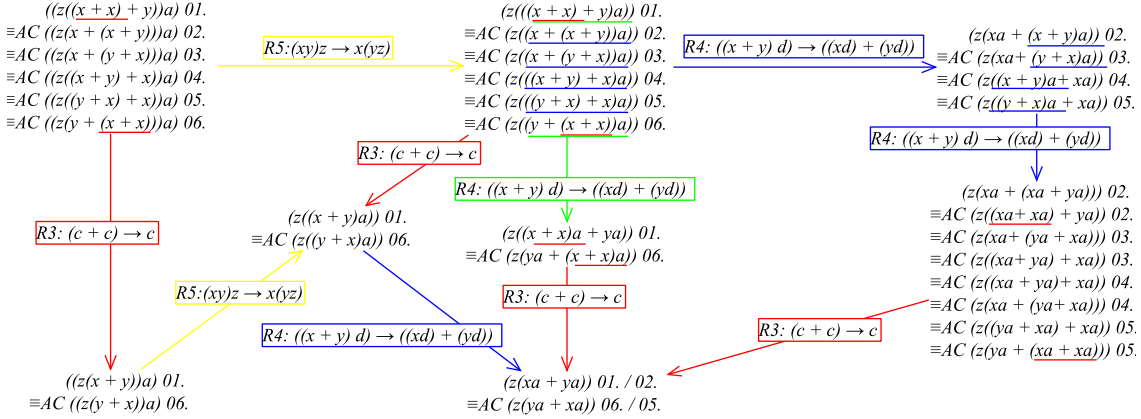 ((z((x + x) + y))a) 01.
≡AC ((z(x + (x + y)))a) 02.
≡AC ((z(x + (y + x)))a) 03.
≡AC ((z((x + y) + x))a) 04.
≡AC ((z((y + x) + x))a) 05.
≡AC ((z(y + (x + x)))a) 06.
R5:(xy)z → x(yz)
(z(((x + x) + y)a)) 01.
≡AC (z((x + (x + y))a)) 02.
≡AC (z((x + (y + x)a)) 03.
≡AC (z(((x + y) + x)a)) 04.
≡AC (z(((y + x) + x)a)) 05.
≡AC (z((y + (x + x))a)) 06.
R4: ((x + y) d) → ((xd) + (yd))
(z(xa + (x + y)a)) 02.
≡AC (z(xa+ (y + x)a)) 03.
≡AC (z((x + y)a+ xa)) 04.
≡AC (z((y + x)a + xa)) 05.
R4: ((x + y) d) → ((xd) + (yd))
R3: (c + c) → c
R4: ((x + y) d) → ((xd) + (yd))
R3: (c + c) → c
(z((x + y)a)) 01.
≡AC (z((y + x)a)) 06.
(z((x + x)a + ya)) 01.
≡AC (z(ya + (x + x)a)) 06.
(z(xa + (xa + ya)) 02.
≡AC (z((xa+ xa) + ya)) 02.
≡AC (z(xa+ (ya + xa))) 03.
≡AC (z((xa+ ya) + xa)) 03.
≡AC (z((xa + ya)+ xa)) 04.
≡AC (z(xa + (ya+ xa))) 04.
≡AC (z((ya + xa) + xa)) 05.
≡AC (z(ya + (xa + xa))) 05.
R5:(xy)z → x(yz)
R3: (c + c) → c
R4: ((x + y) d) → ((xd) + (yd))
R3: (c + c) → c
((z(x + y))a) 01.
≡AC ((z(y + x))a) 06.
(z(xa + ya)) 01. / 02.
≡AC (z(ya + xa)) 06. / 05.